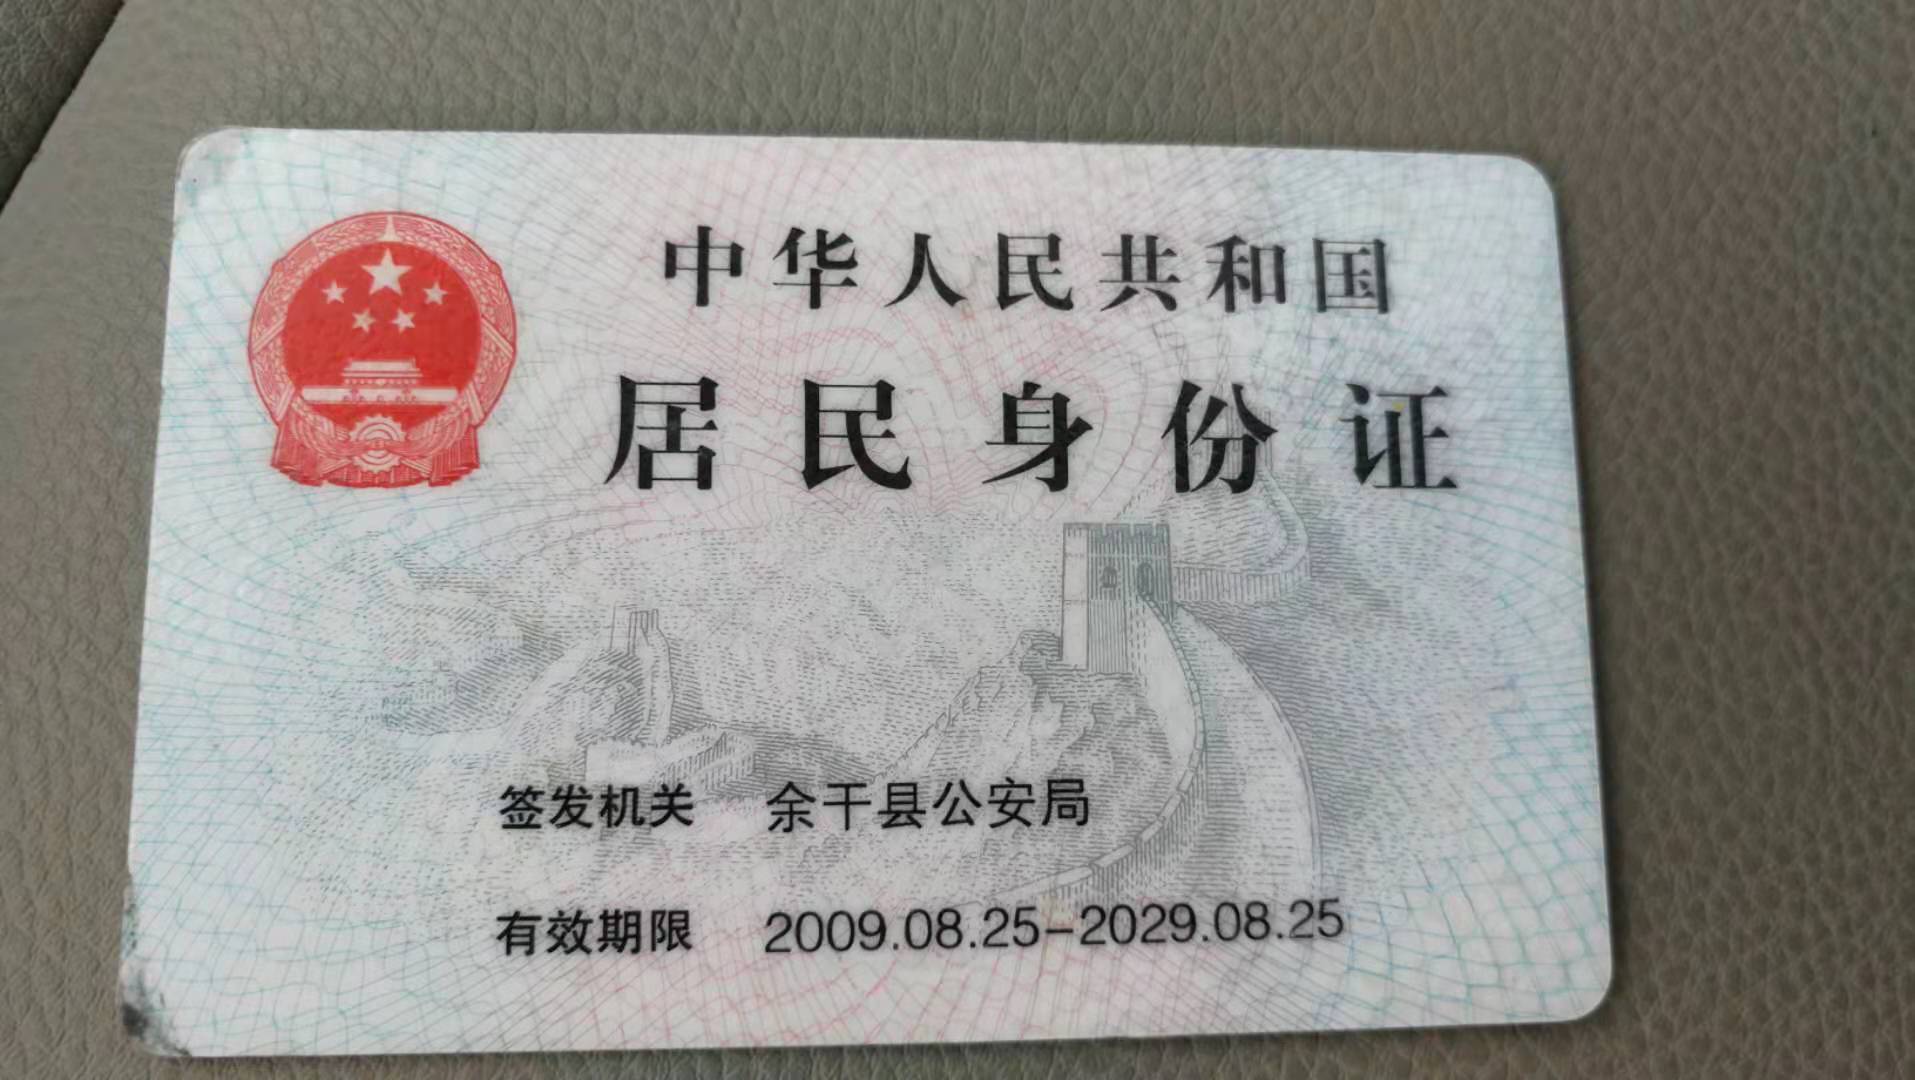 中华人民共和国
居民身份证
签发机关 余干县公安局
有效期限 2009.08.25-2029.08.25